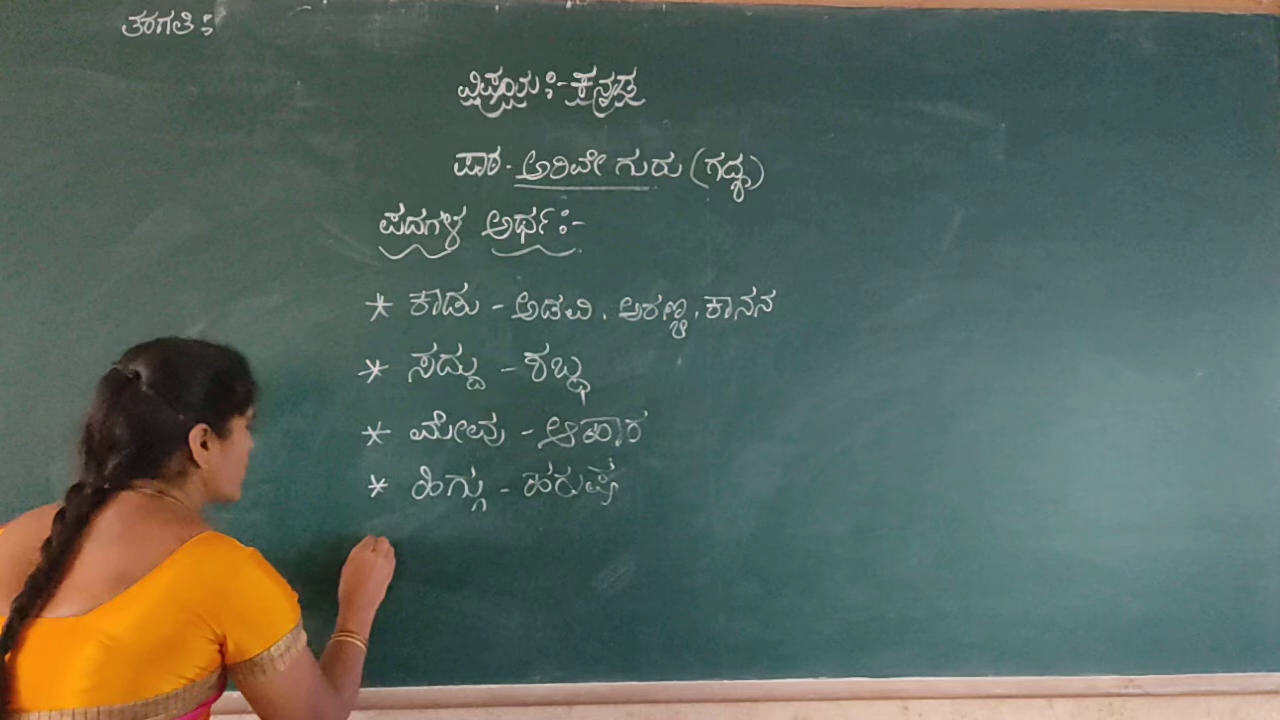 ತರಗತಿ :
ವಿಷಯ :- ಕನ್ನಡ
ಪಾಠ - ಅರಿವೇ ಗುರು (ಗದ್ಯ)
ಪದಗಳ ಅರ್ಥ :-
* ಕಾಡು - ಅಡವಿ, ಅರಣ್ಯ, ಕಾನನ
* ಸದ್ದು - ಶಬ್ಧ
* ಮೇವು - ಆಹಾರ
* ಹಿಗ್ಗು - ಹರುಷ